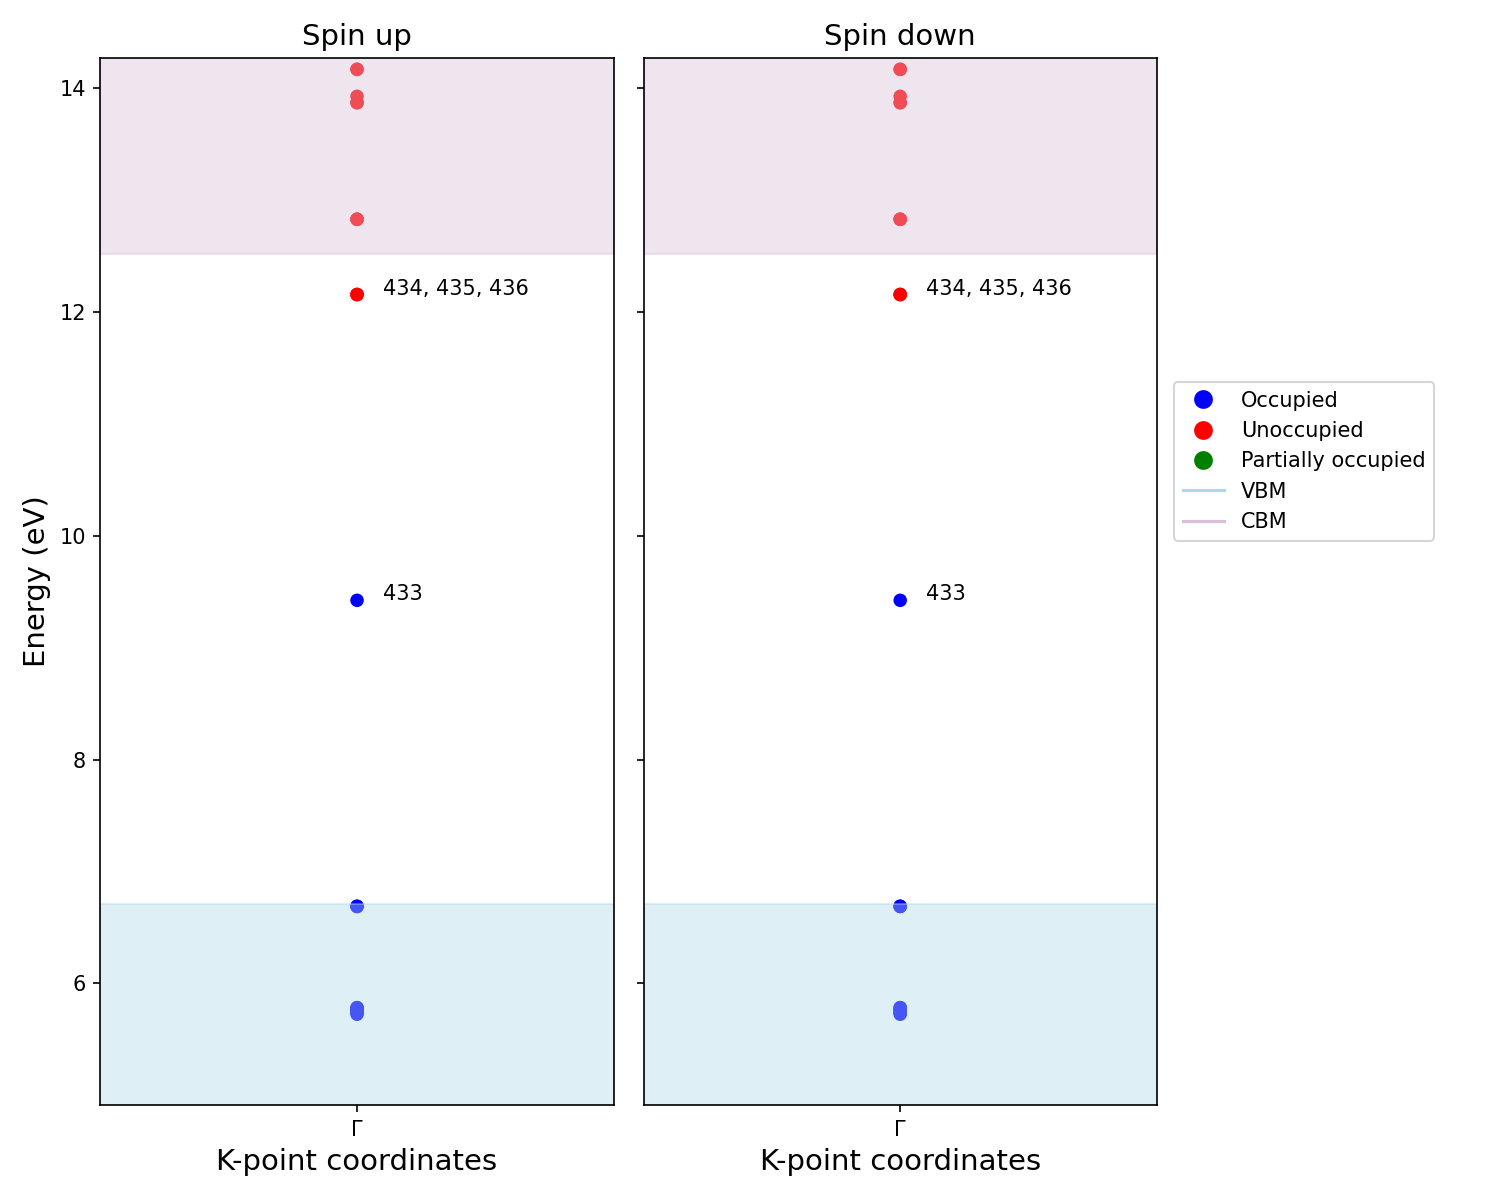 Spin up
Spin down
Energy (eV)
14
12
10
8
6
434, 435, 436
433
434, 435, 436
433
Γ
Γ
K-point coordinates
K-point coordinates
Occupied
Unoccupied
Partially occupied
VBM
CBM